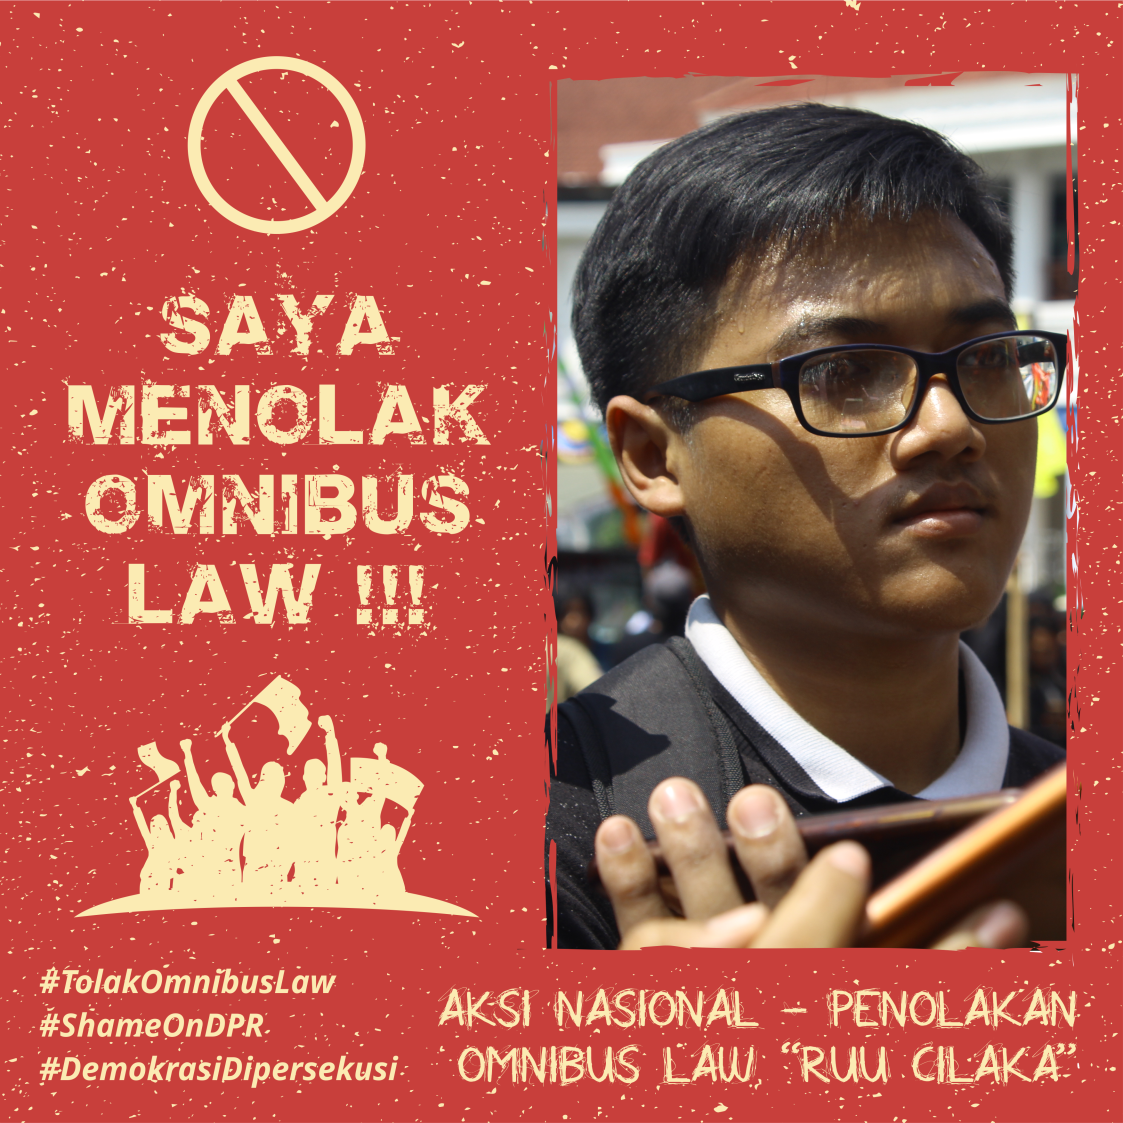 SAYA
MENOLAK
OMNIBUS
LAW !!!
#TolakOmnibusLaw
#ShameOnDPR
#DemokrasiDipersekusi
AKSI NASIONAL – PENOLAKAN
OMNIBUS LAW “RUU CILAKA”